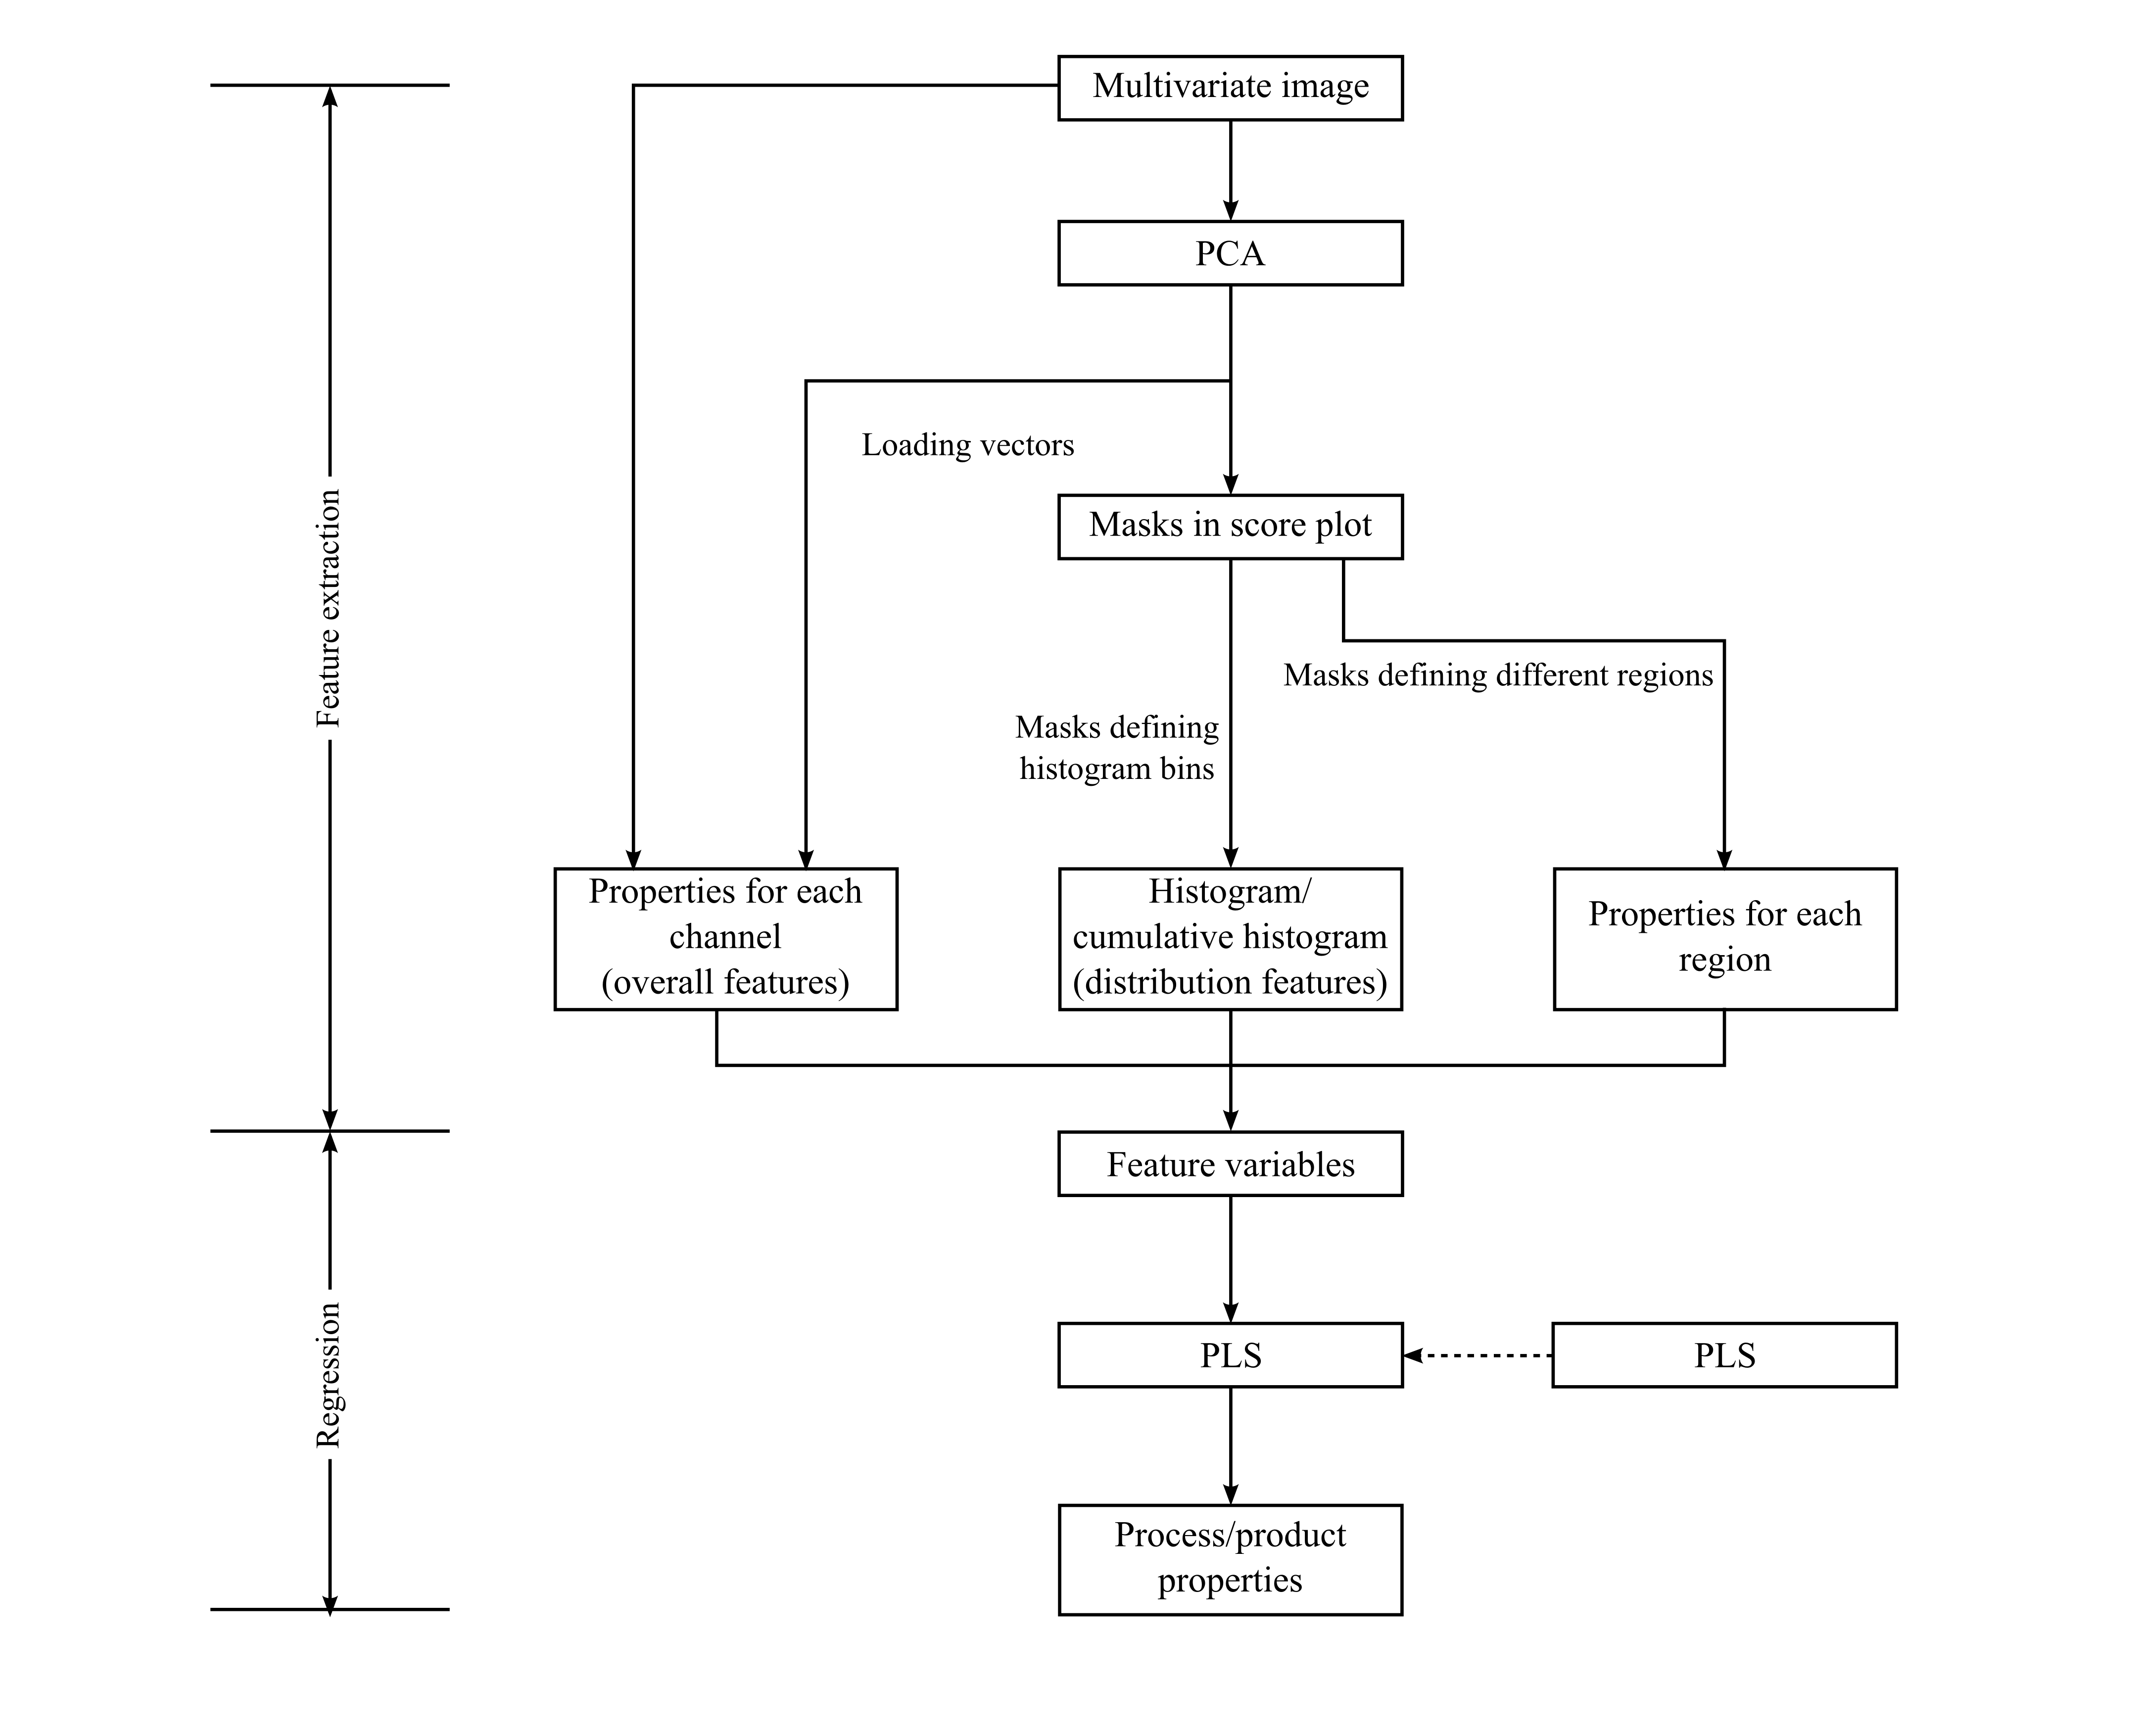 Multivariate image
PCA
Loading vectors
Masks in score plot
Feature extraction
Masks defining different regions
Masks defining
histogram bins
Properties for each
channel
(overall features)
Histogram/
cumulative histogram
(distribution features)
Properties for each
region
Feature variables
Regression
PLS
PLS
Process/product
properties